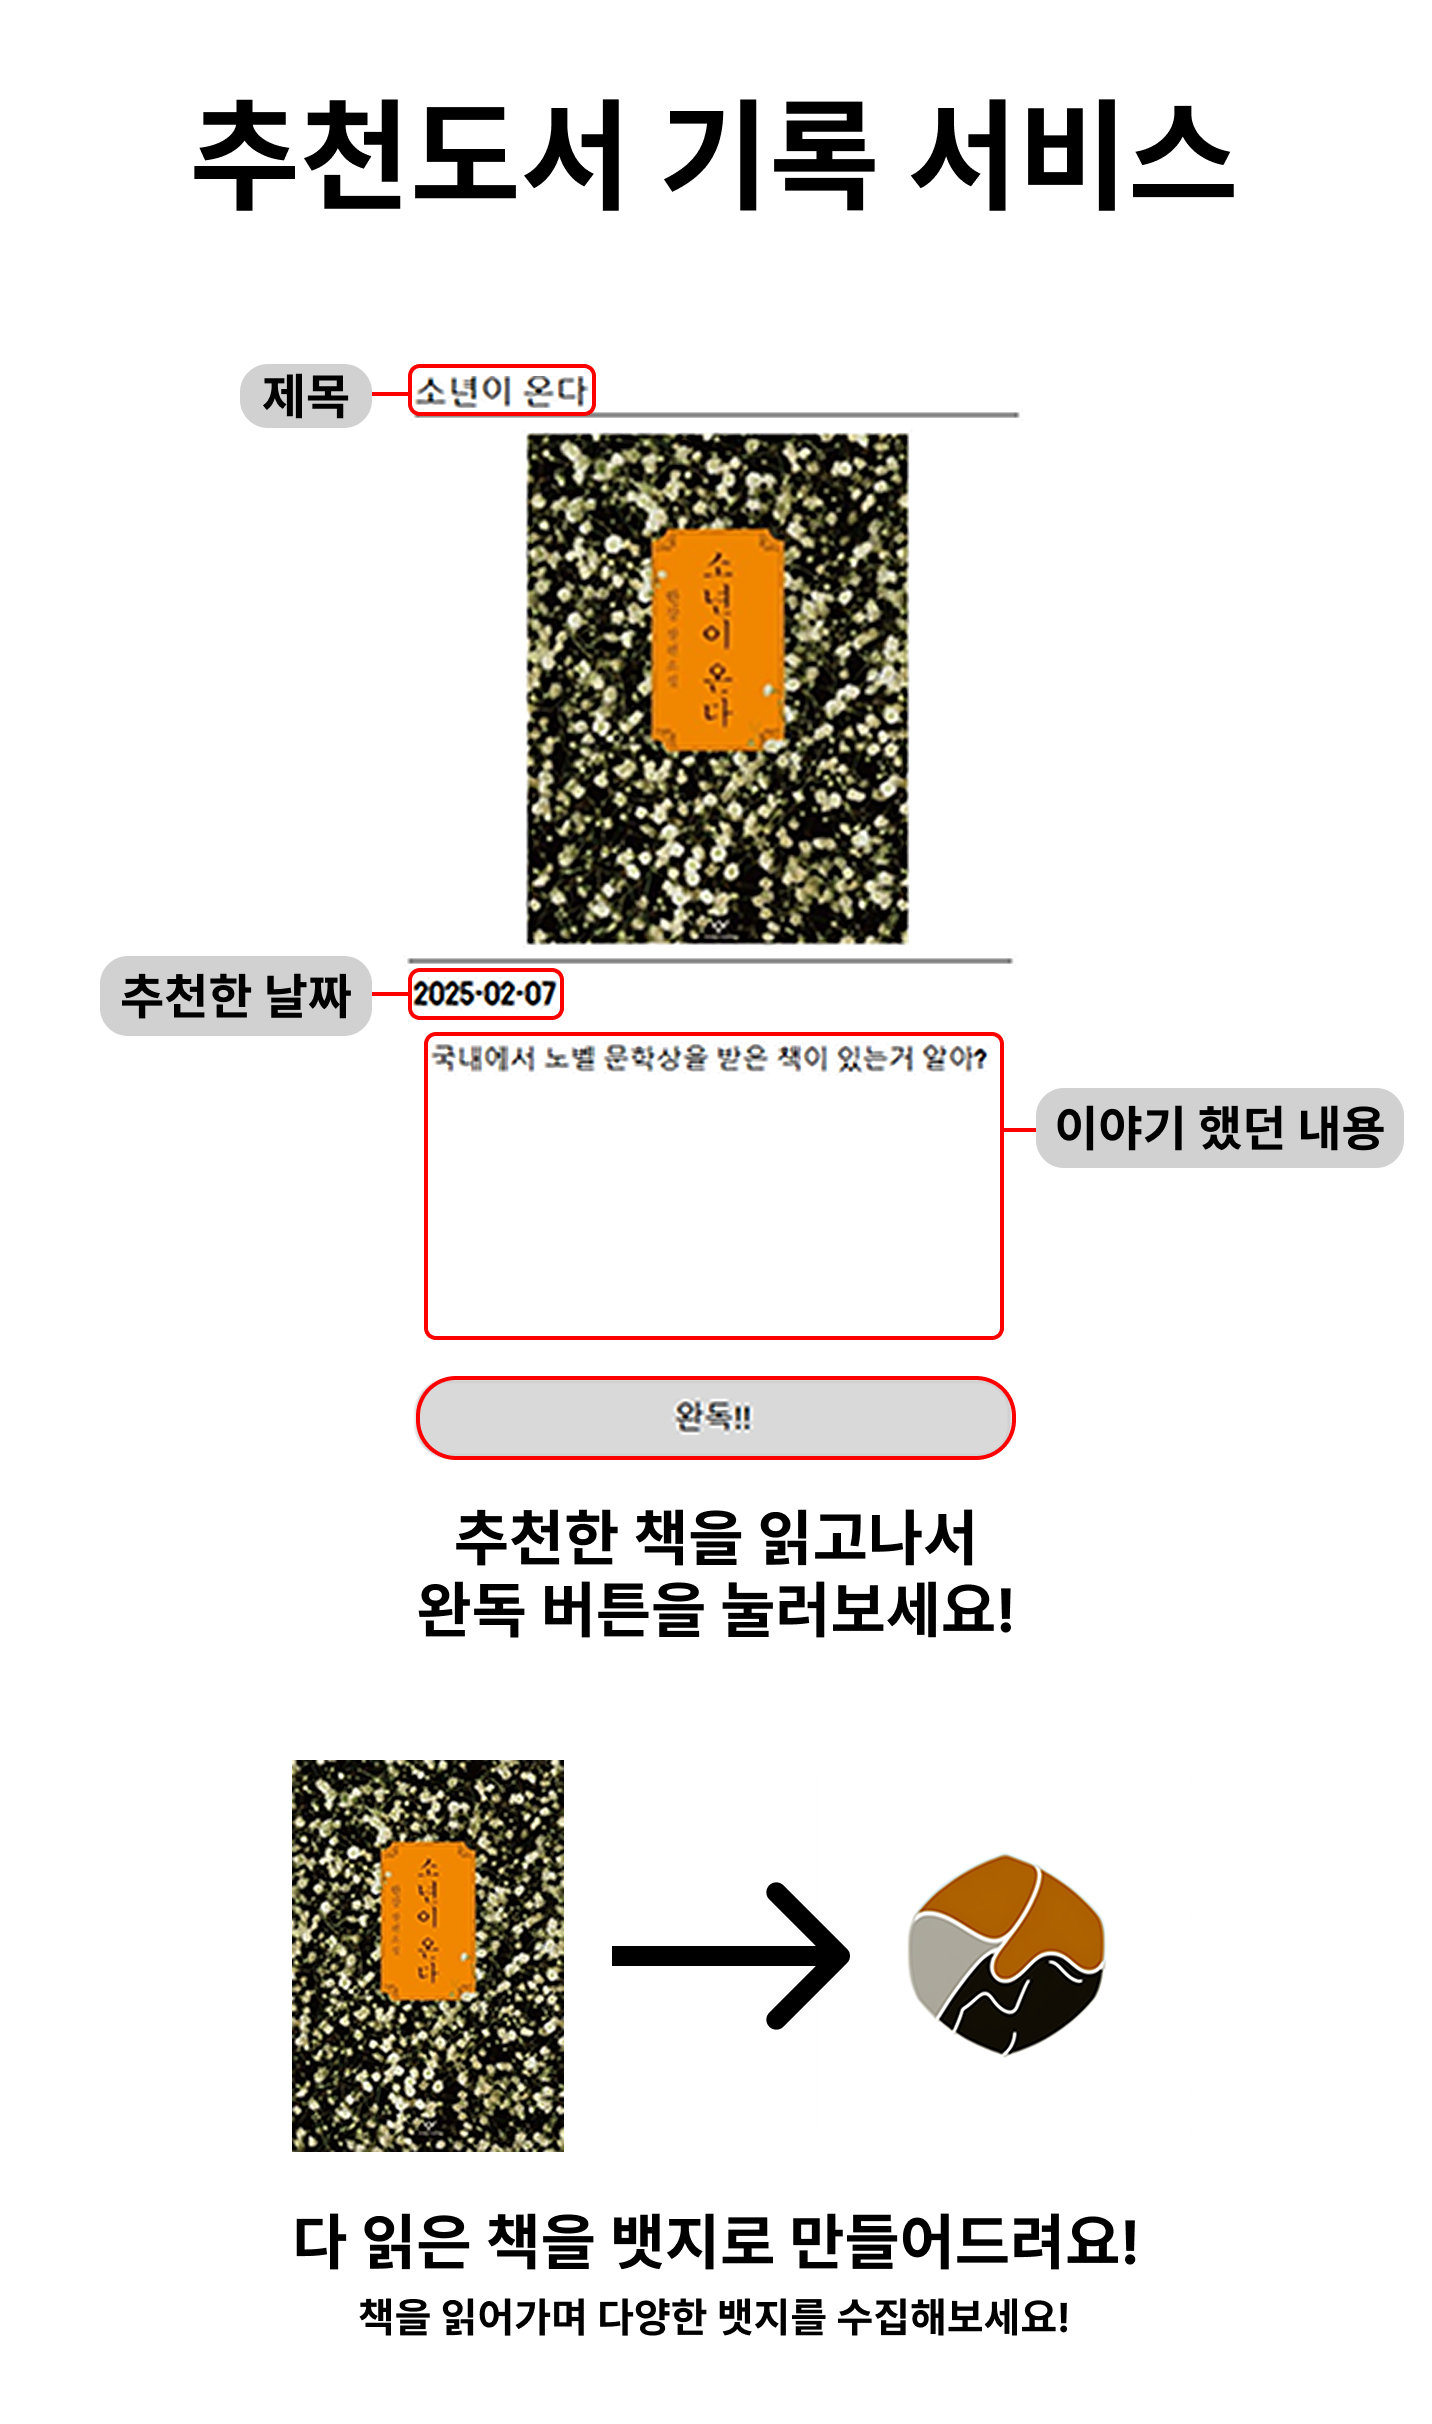 추천도서 기록 서비스
제목
소년이 온다
소년이 온다
추천한 날짜
2025-02-07
국내에서 노벨 문학상을 받은 책이 있는거 알아?
이야기 했던 내용
완독!!
추천한 책을 읽고나서
완독 버튼을 눌러보세요!
소년이 온다
다 읽은 책을 뱃지로 만들어드려요!
책을 읽어가며 다양한 뱃지를 수집해보세요!